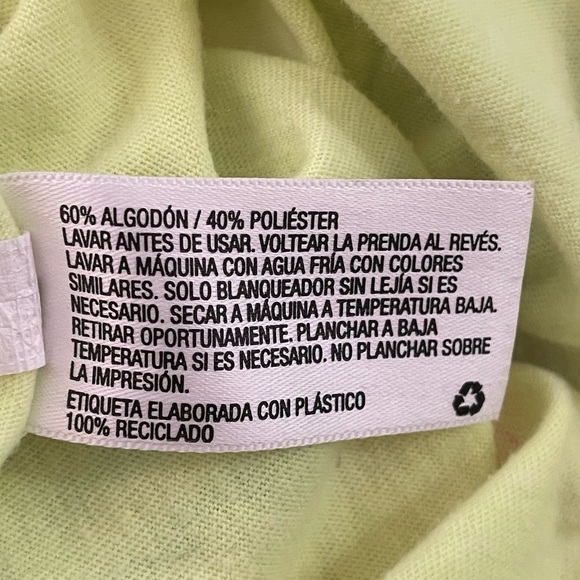 60% ALGODÓN / 40% POLIÉSTER
LAVAR ANTES DE USAR. VOLTEAR LA PRENDA AL REVÉS.
LAVAR A MÁQUINA CON AGUA FRÍA CON COLORES
SIMILARES. SOLO BLANQUEADOR SIN LEJÍA SI ES
NECESARIO. SECAR A MÁQUINA A TEMPERATURA BAJA.
RETIRAR OPORTUNAMENTE. PLANCHAR A BAJA
TEMPERATURA SI ES NECESARIO. NO PLANCHAR SOBRE
LA IMPRESIÓN.
ETIQUETA ELABORADA CON PLÁSTICO
100% RECICLADO